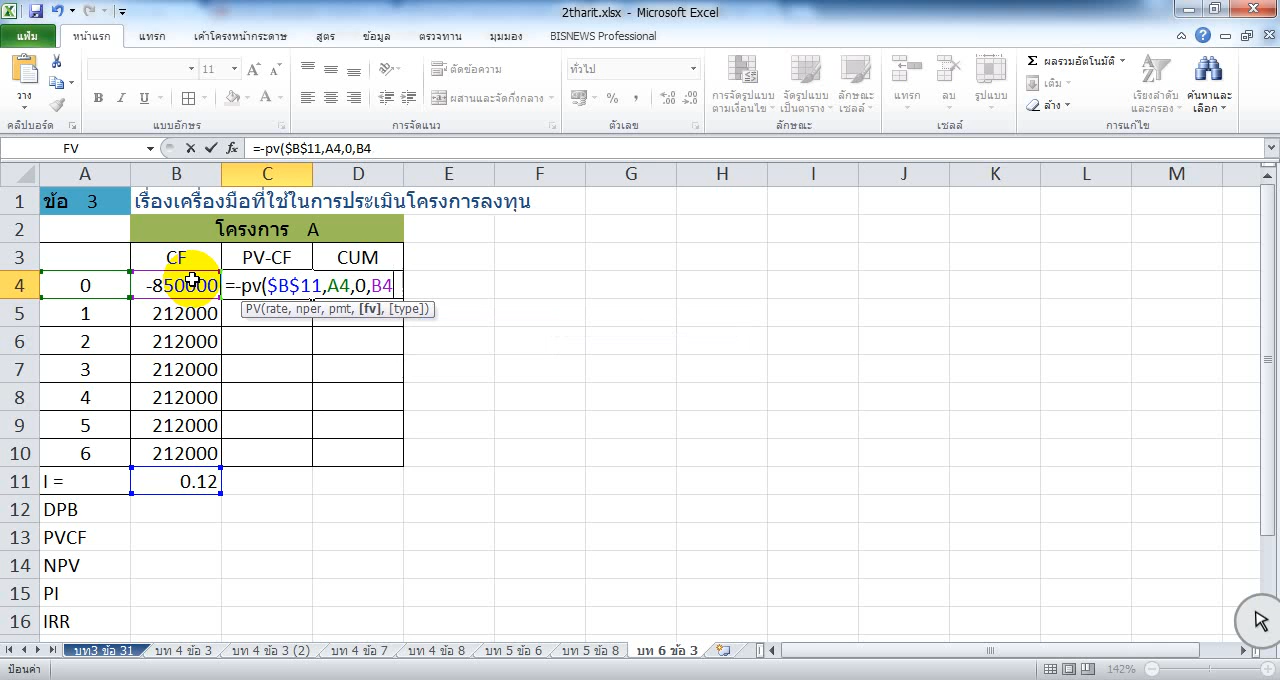 2tharit.xlsx - Microsoft Excel
แฟ้ม หน้าแรก แทรก เค้าโครงหน้ากระดาษ สูตร ข้อมูล ตรวจทาน มุมมอง BISNEWS Professional
วาง
คลิปบอร์ด
11
B I U
แบบอักษร
ตัดข้อความ
ผสานและจัดกึ่งกลาง
การจัดแนว
ทั่วไป
ตัวเลข
การจัดรูปแบบ
ตามเงื่อนไข
จัดรูปแบบ
เป็นตาราง
ลักษณะ
เซลล์
ลักษณะ
แทรก ลบ รูปแบบ
เซลล์
Σ ผลรวมอัตโนมัติ
เติม
ล้าง
เรียงลำดับ
และกรอง
ค้นหาและ
เลือก
การแก้ไข
FV fx =-pv($B$11,A4,0,B4
A B C D E F G H I J K L M
1 ข้อ 3 เรื่องเครื่องมือที่ใช้ในการประเมินโครงการลงทุน
2 โครงการ A
3 CF PV-CF CUM
4 0 -850000 =-pv($B$11,A4,0,B4
PV(rate, nper, pmt, [fv], [type])
5 1 212000
6 2 212000
7 3 212000
8 4 212000
9 5 212000
10 6 212000
11 I = 0.12
12 DPB
13 PVCF
14 NPV
15 PI
16 IRR
บท3 ข้อ 31 บท 4 ข้อ 3 บท 4 ข้อ 3 (2) บท 4 ข้อ 7 บท 4 ข้อ 8 บท 5 ข้อ 1 บท 5 ข้อ 8 บท 6 ข้อ 3
ป้อนค่า 142%